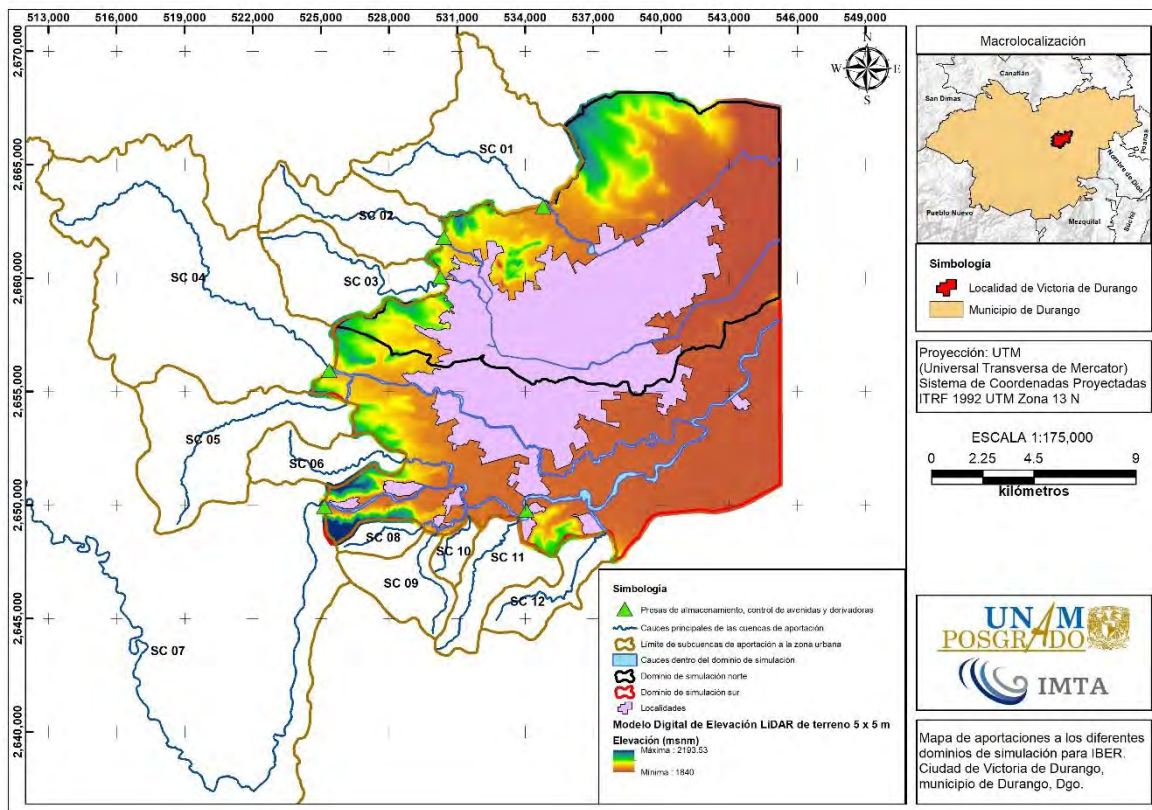 513,000 516,000 519,000 522,000 525,000 528,000 531,000 534,000 537,000 540,000 543,000 546,000 549,000
2,670,000
2,665,000
2,660,000
2,655,000
2,650,000
2,645,000
2,640,000
N
W E
S
SC 01
SC 02
SC 03
SC 04
SC 05
SC 06
SC 07
SC 08
SC 09
SC 10
SC 11
SC 12
Simbología
Presas de almacenamiento, control de avenidas y derivadoras
Cauces principales de las cuencas de aportación
Límite de subcuencas de aportación a la zona urbana
Cauces dentro del dominio de simulación
Dominio de simulación norte
Dominio de simulación sur
Localidades
Modelo Digital de Elevación LiDAR de terreno 5 x 5 m
Elevación (msnm)
Máxima : 2193.53
Mínima : 1840
Macrolocalización
Canatlán
San Dimas
Pánuco
Nombre de Dios
Pueblo Nuevo
Mezquital
Súchil
Simbología
Localidad de Victoria de Durango
Municipio de Durango
Proyección: UTM
(Universal Transversa de Mercator)
Sistema de Coordenadas Proyectadas
ITRF 1992 UTM Zona 13 N
ESCALA 1:175,000
0 2.25 4.5 9
kilómetros
UNAM
POSGRADO
IMTA
Mapa de aportaciones a los diferentes
dominios de simulación para IBER.
Ciudad de Victoria de Durango,
municipio de Durango, Dgo.